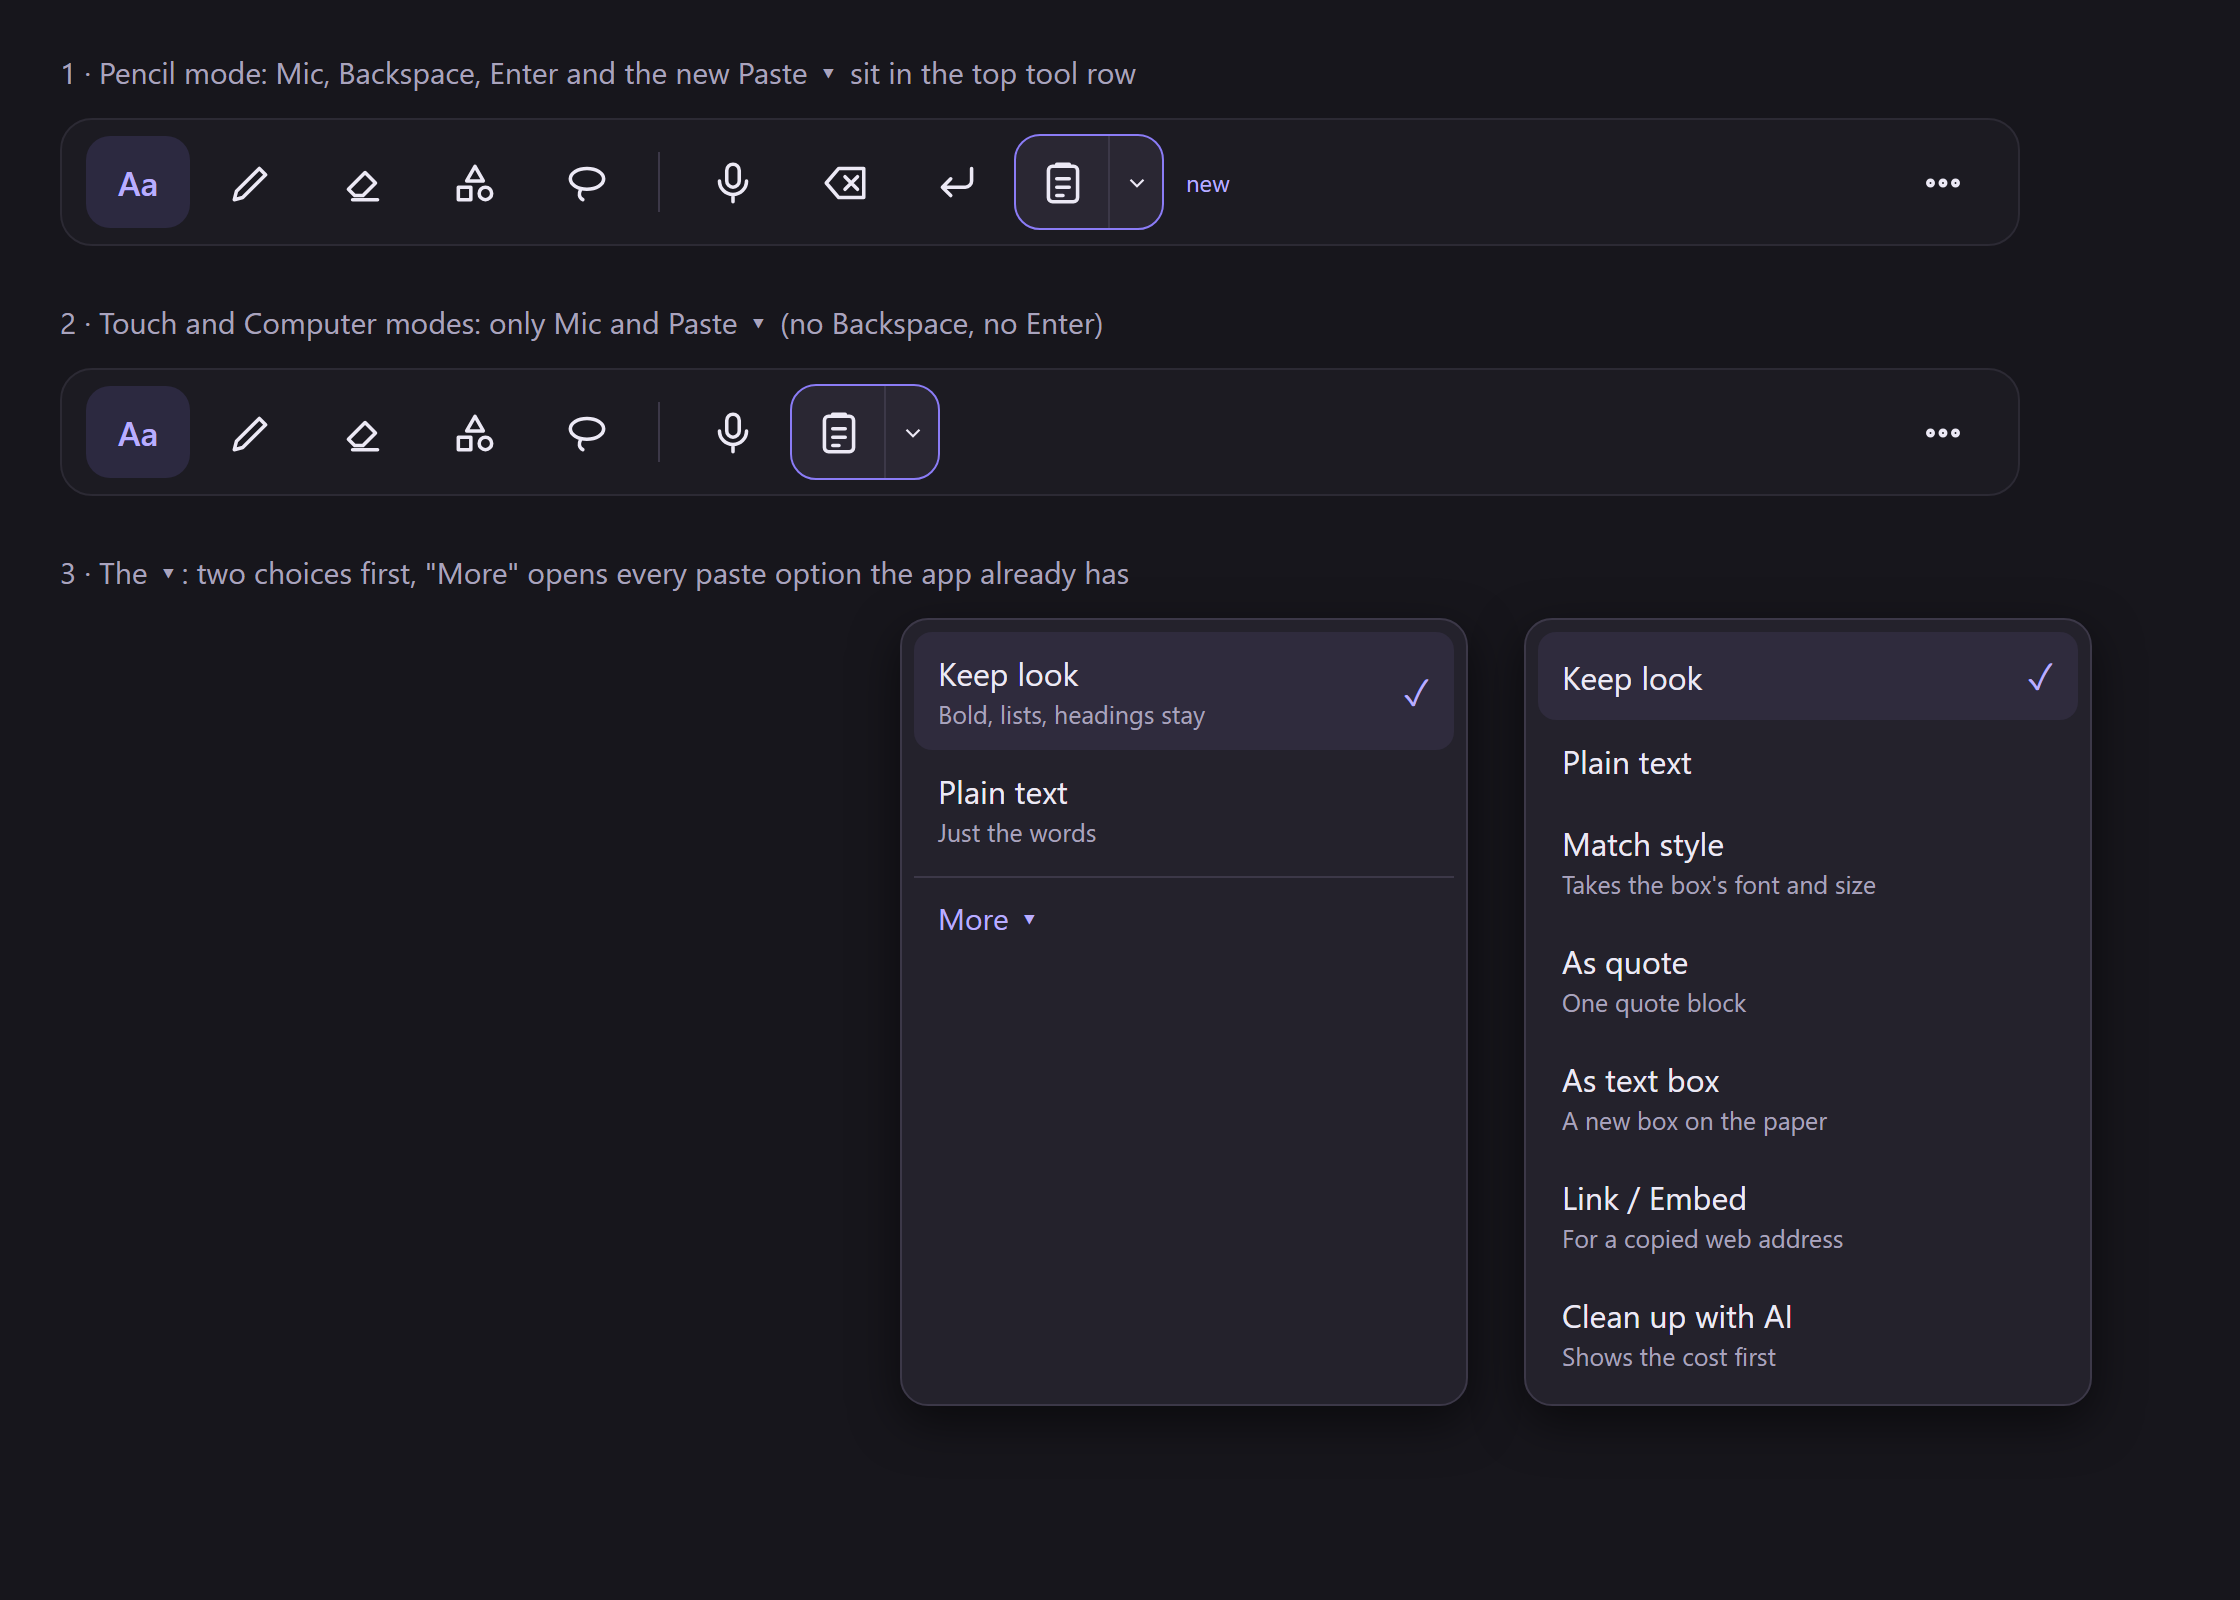 1 · Pencil mode: Mic, Backspace, Enter and the new Paste ▾ sit in the top tool row
Aa
new
2 · Touch and Computer modes: only Mic and Paste ▾ (no Backspace, no Enter)
Aa
3 · The ▾: two choices first, "More" opens every paste option the app already has
Keep look
Bold, lists, headings stay
Plain text
Just the words
More ▾
Keep look
Plain text
Match style
Takes the box's font and size
As quote
One quote block
As text box
A new box on the paper
Link / Embed
For a copied web address
Clean up with AI
Shows the cost first